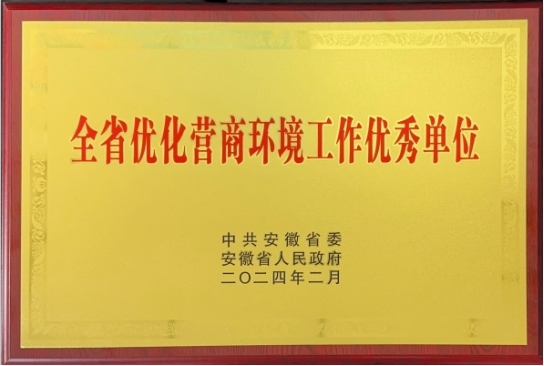 全省优化营商环境工作优秀单位
中共安徽省委
安徽省人民政府
二〇二四年二月